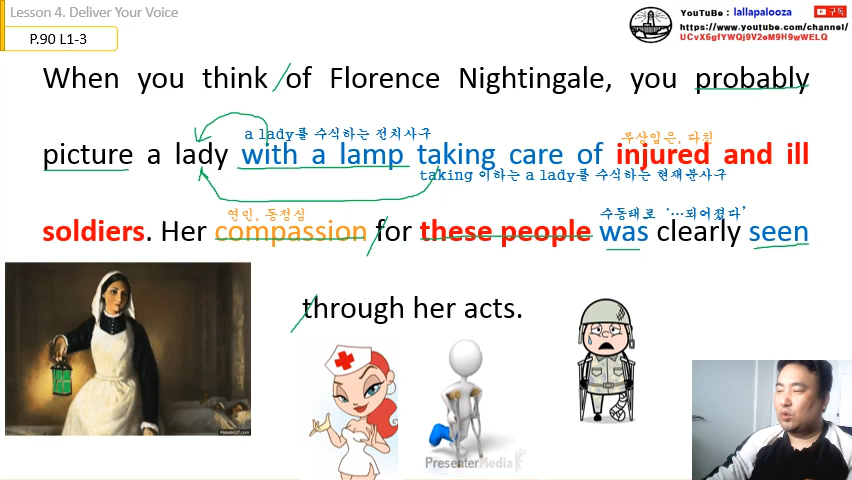 Lesson 4. Deliver Your Voice
P.90 L1-3
YouTuBe : lallapalooza
구독
https://www.youtube.com/channel/
UCvX6gfYWQj9V2eM9H9wWELQ
When you think of Florence Nightingale, you probably
a lady를 수식하는 전치사구
부상입은, 다친
picture a lady with a lamp taking care of injured and ill
taking 이하는 a lady를 수식하는 현재분사구
연민, 동정심
수동태로 ‘…되어졌다’
soldiers. Her compassion for these people was clearly seen
through her acts.
PresenterMedia